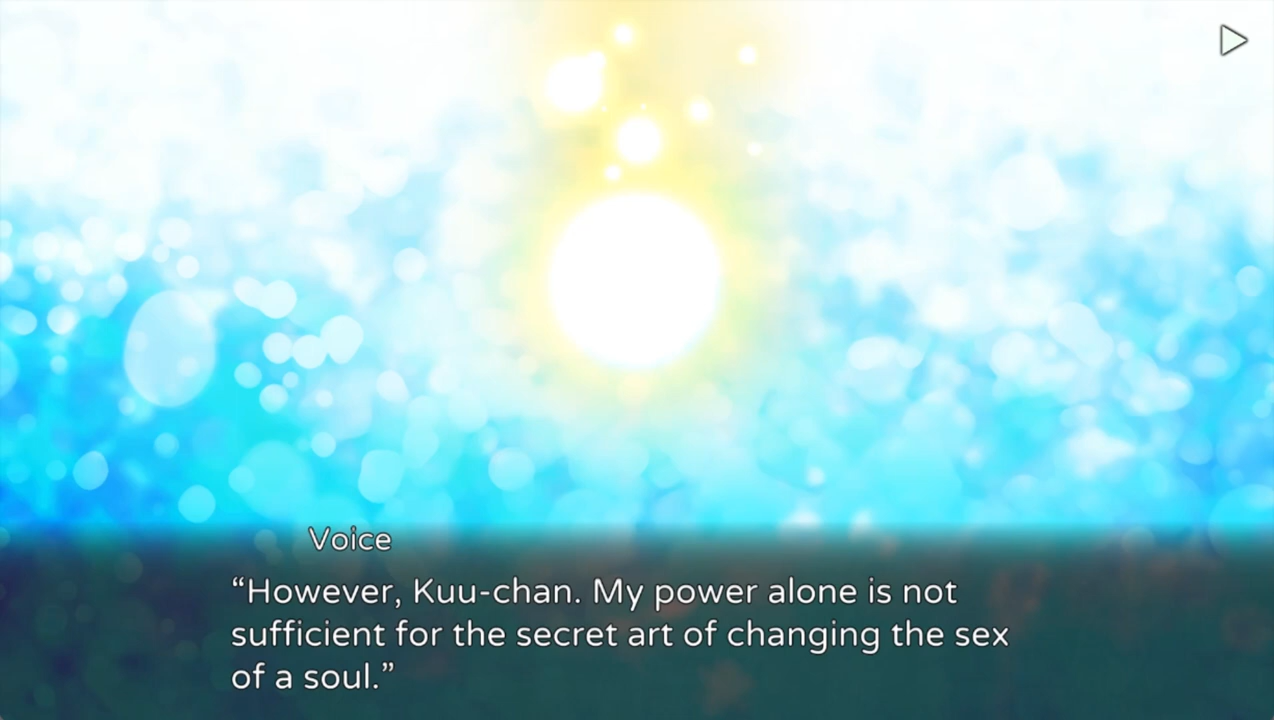 Voice
“However, Kuu-chan. My power alone is not
sufficient for the secret art of changing the sex
of a soul.”